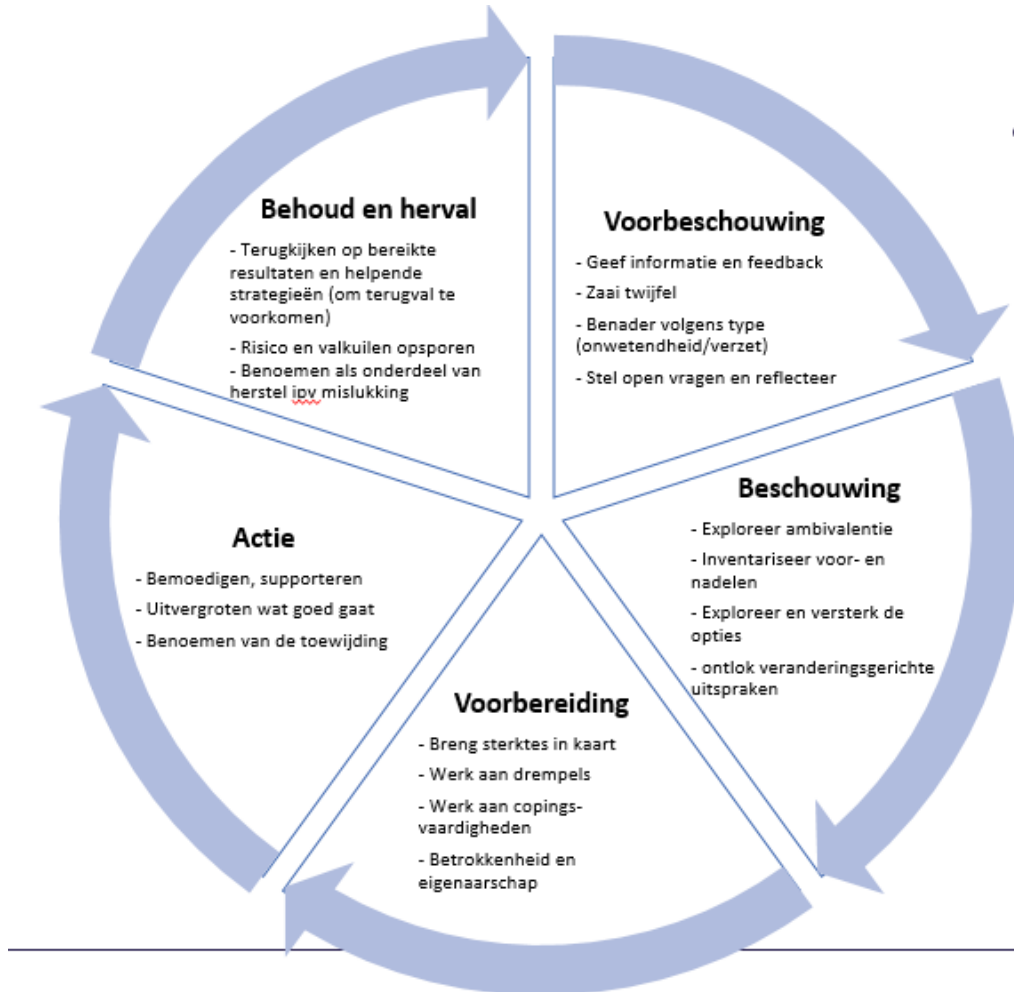 Voorbeschouwing
- Geef informatie en feedback
- Zaai twijfel
- Benader volgens type
(onwetendheid/verzet)
- Stel open vragen en reflecteer
Beschouwing
- Exploreer ambivalentie
- Inventariseer voor- en
nadelen
- Exploreer en versterk de
opties
- ontlok veranderingsgerichte
uitspraken
Voorbereiding
- Breng sterktes in kaart
- Werk aan drempels
- Werk aan copings-
vaardigheden
- Betrokkenheid en
eigenaarschap
Actie
- Bemoedigen, supporteren
- Uitvergroten wat goed gaat
- Benoemen van de toewijding
Behoud en herval
- Terugkijken op bereikte
resultaten en helpende
strategieën (om terugval te
voorkomen)
- Risico en valkuilen opsporen
- Benoemen als onderdeel van
herstel ipv mislukking